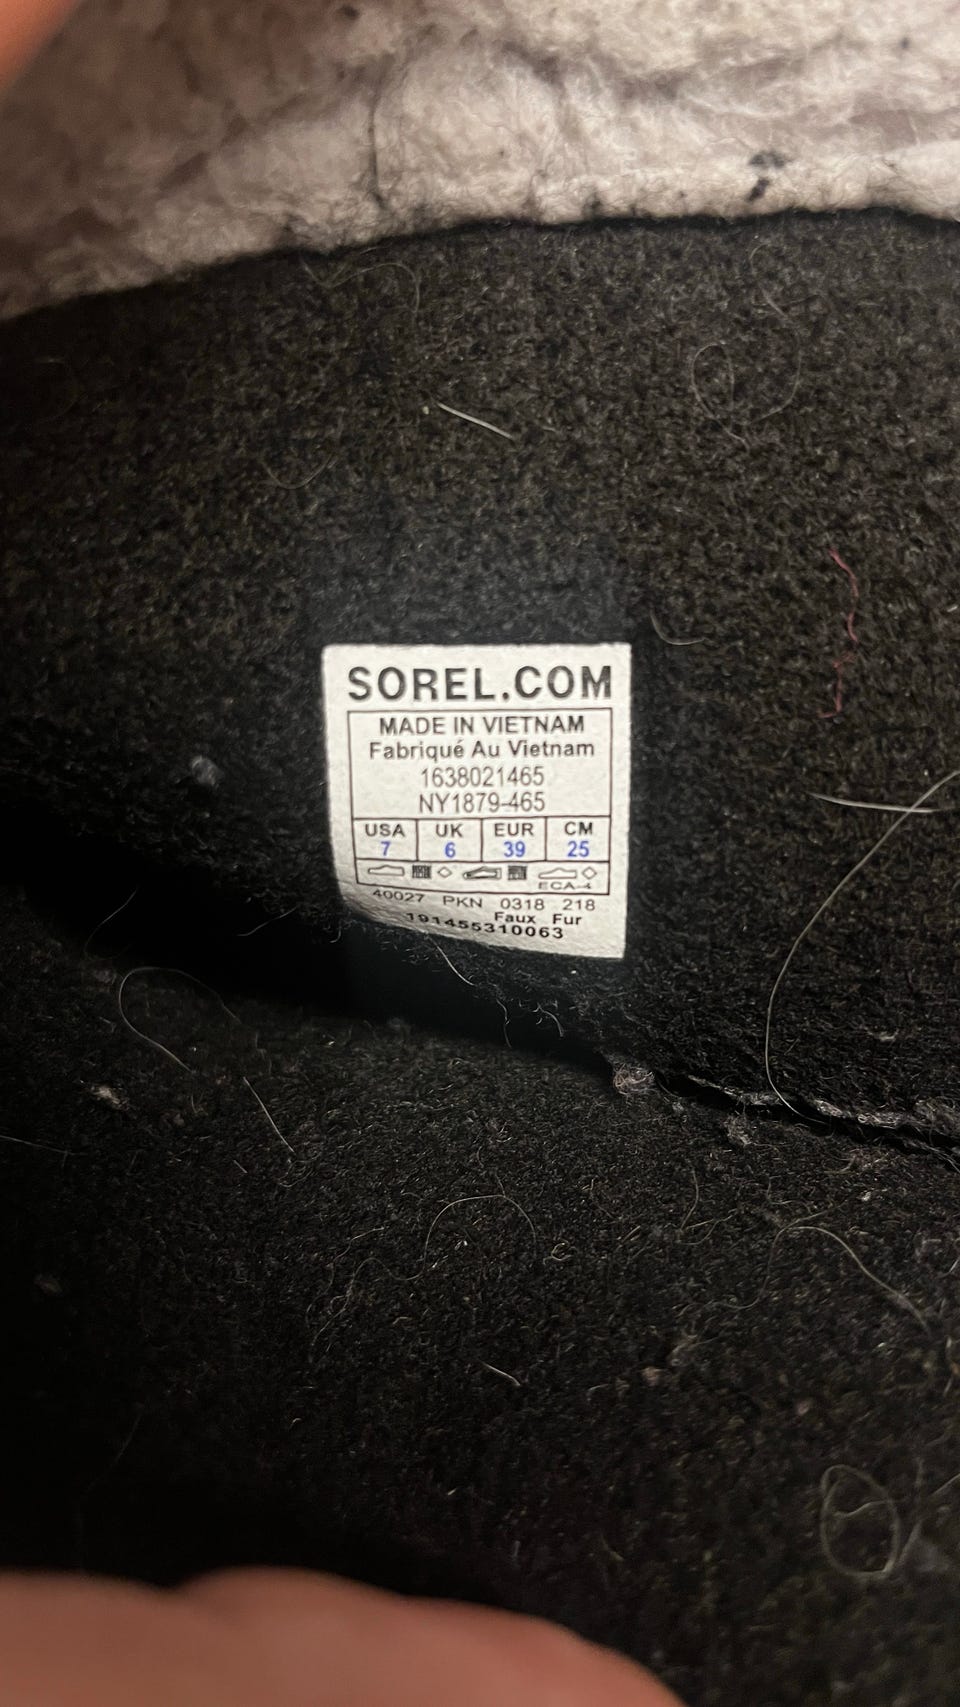 SOREL.COM
MADE IN VIETNAM
Fabriqué Au Vietnam
1638021465
NY1879-465
USA UK EUR CM
7 6 39 25
ECA-4
40027 PKN 0318 218
Faux Fur
191455310063